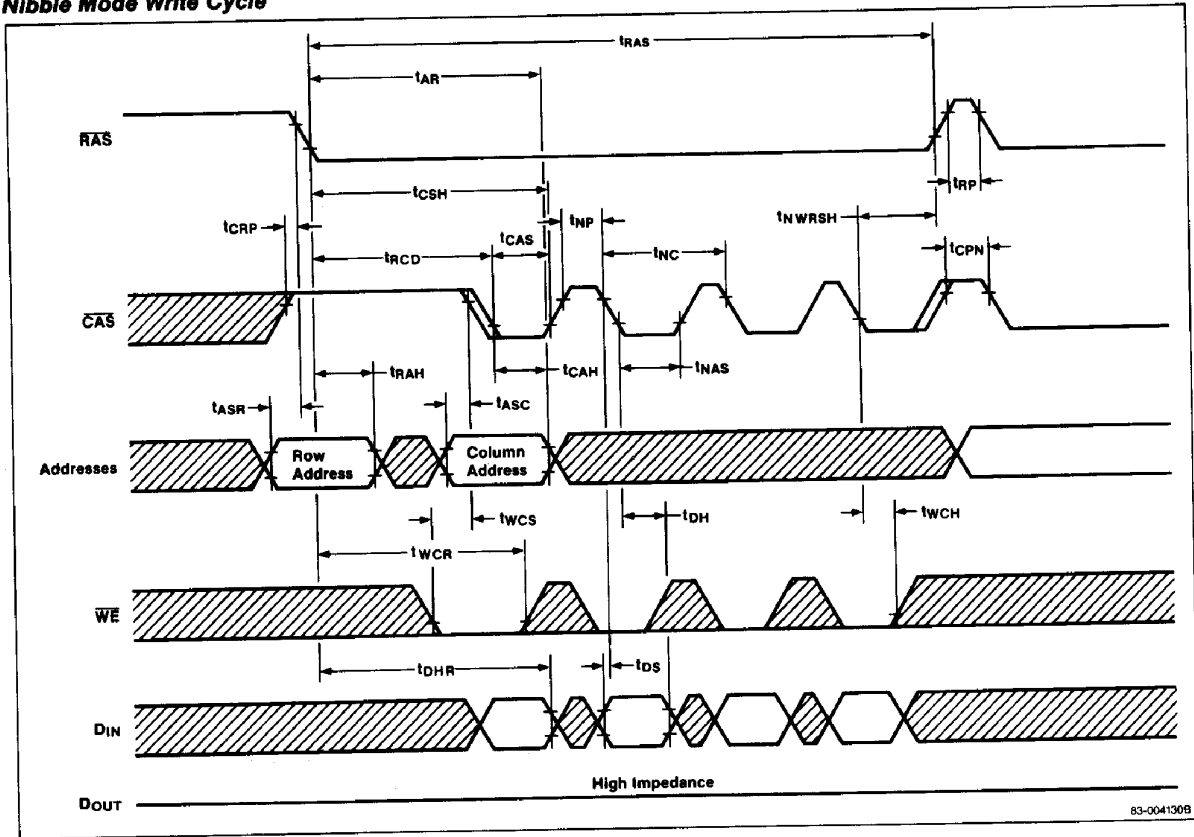 Nibble Mode Write Cycle
tRAS
tAR
RAS
tRP
tCSH
tNWRSH
tNP
tCRP
tCAS
tCPN
tRCD
tNC
CAS
tCAH
tNAS
tRAH
tASC
tASR
Row
Address
Column
Address
Addresses
tWCS
tDH
tWCH
tWCR
WE
tDHR
tDS
DIN
High Impedance
DOUT
83-004130B